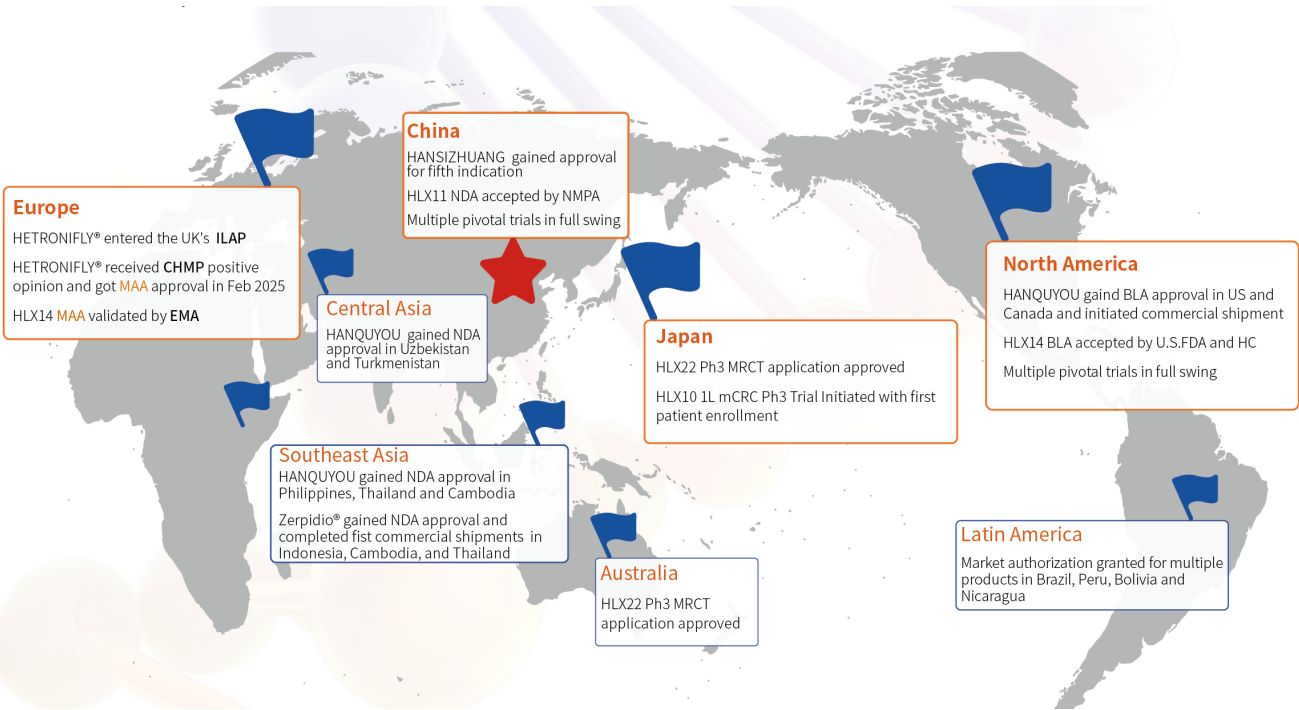 China
HANSIZHUANG gained approval
for fifth indication
HLX11 NDA accepted by NMPA
Multiple pivotal trials in full swing
Europe
HETRONIFLY® entered the UK's ILAP
HETRONIFLY® received CHMP positive
opinion and got MAA approval in Feb 2025
HLX14 MAA validated by EMA
North America
HANQUYOU gaind BLA approval in US and
Canada and initiated commercial shipment
HLX14 BLA accepted by U.S.FDA and HC
Multiple pivotal trials in full swing
Central Asia
HANQUYOU gained NDA
approval in Uzbekistan
and Turkmenistan
Japan
HLX22 Ph3 MRCT application approved
HLX10 1L mCRC Ph3 Trial Initiated with first
patient enrollment
Southeast Asia
HANQUYOU gained NDA approval in
Philippines, Thailand and Cambodia
Zerpidio® gained NDA approval and
completed fist commercial shipments in
Indonesia, Cambodia, and Thailand
Australia
HLX22 Ph3 MRCT
application approved
Latin America
Market authorization granted for multiple
products in Brazil, Peru, Bolivia and
Nicaragua